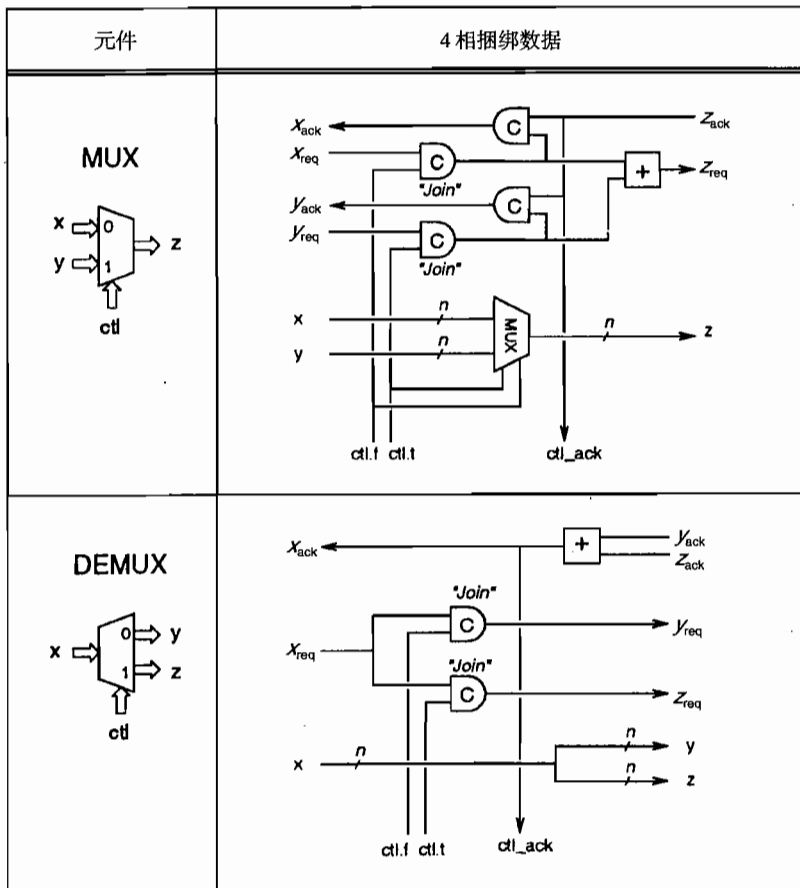 元件
4 相捆绑数据
MUX
x
0
y
1
z
ctl
x_ack
C
z_ack
x_req
C
"Join"
+
z_req
y_ack
C
y_req
C
"Join"
x
n
y
n
MUX
n
z
ctl.f ctl.t
ctl_ack
DEMUX
x
0
y
1
z
ctl
x_ack
+
y_ack
z_ack
"Join"
C
y_req
x_req
"Join"
C
z_req
x
n
n
y
n
z
ctl.f ctl.t
ctl_ack